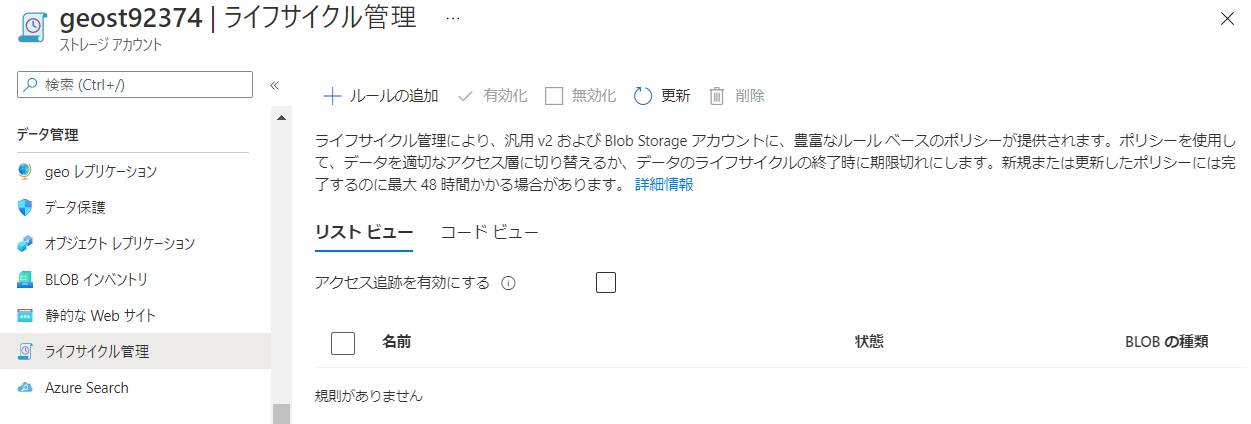 geost92374 | ライフサイクル管理 …
ストレージ アカウント
検索 (Ctrl+/)
«
データ管理
geo レプリケーション
データ保護
オブジェクト レプリケーション
BLOB インベントリ
静的な Web サイト
ライフサイクル管理
Azure Search
ルールの追加 有効化 無効化 更新 削除
ライフサイクル管理により、汎用 v2 および Blob Storage アカウントに、豊富なルール ベースのポリシーが提供されます。ポリシーを使用し
て、データを適切なアクセス層に切り替えるか、データのライフサイクルの終了時に期限切れにします。新規または更新したポリシーには完
了するのに最大 48 時間かかる場合があります。 詳細情報
リスト ビュー コード ビュー
アクセス追跡を有効にする
名前 状態 BLOB の種類
規則がありません